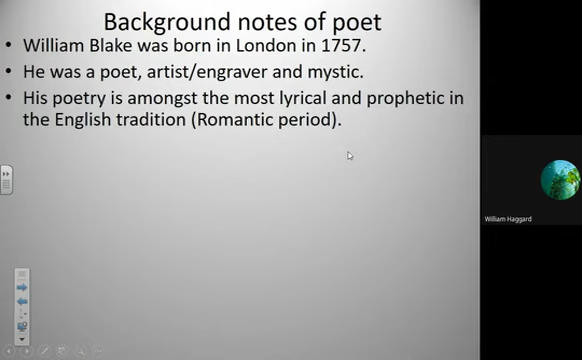 Background notes of poet
• William Blake was born in London in 1757.
• He was a poet, artist/engraver and mystic.
• His poetry is amongst the most lyrical and prophetic in
the English tradition (Romantic period).
William Haggard